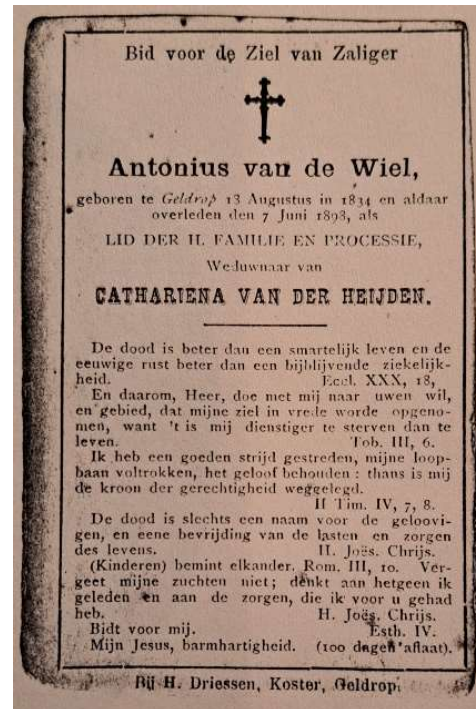 Bid voor de Ziel van Zaliger
Antonius van de Wiel,
geboren te Geldrop 13 Augustus in 1834 en aldaar
overleden den 7 Juni 1898, als
LID DER H. FAMILIE EN PROCESSIE,
Weduwnaar van
CATHARIENA VAN DER HEIJDEN.
De dood is beter dan een smartelijk leven en de
eeuwige rust beter dan een bijblijvende ziekelijk-
heid. Eccl. XXX, 18,
En daarom, Heer, doe met mij naar uwen wil,
en gebied, dat mijne ziel in vrede worde opgeno-
men, want 't is mij dienstiger te sterven dan te
leven. Tob. III, 6.
Ik heb een goeden strijd gestreden, mijne loop-
baan voltrokken, het geloof behouden : thans is mij
de kroon der gerechtigheid weggelegd.
II Tim. IV, 7, 8.
De dood is slechts een naam voor de geloovi-
gen, en eene bevrijding van de lasten en zorgen
des levens. H. Joës. Chrijs.
(Kinderen) bemint elkander. Rom. III, 10. Ver-
geet mijne zuchten niet; denkt aan hetgeen ik
geleden en aan de zorgen, die ik voor u gehad
heb. H. Joës. Chrijs.
Bidt voor mij. Esth. IV.
Mijn Jesus, barmhartigheid. (100 dagen aflaat).
Bij H. Driessen, Koster, Geldrop.